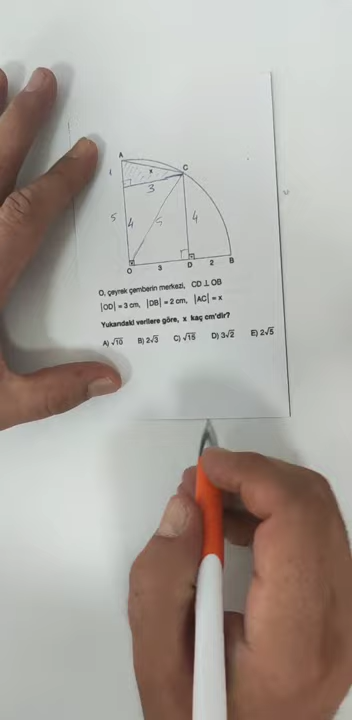 A
1
x
C
3
5
4
5
4
O
3
D
2
B
O, çeyrek çemberin merkezi, CD ⊥ OB
|OD| = 3 cm, |DB| = 2 cm, |AC| = x
Yukarıdaki verilere göre, x kaç cm'dir?
A) √10 B) 2√3 C) √15 D) 3√2 E) 2√5